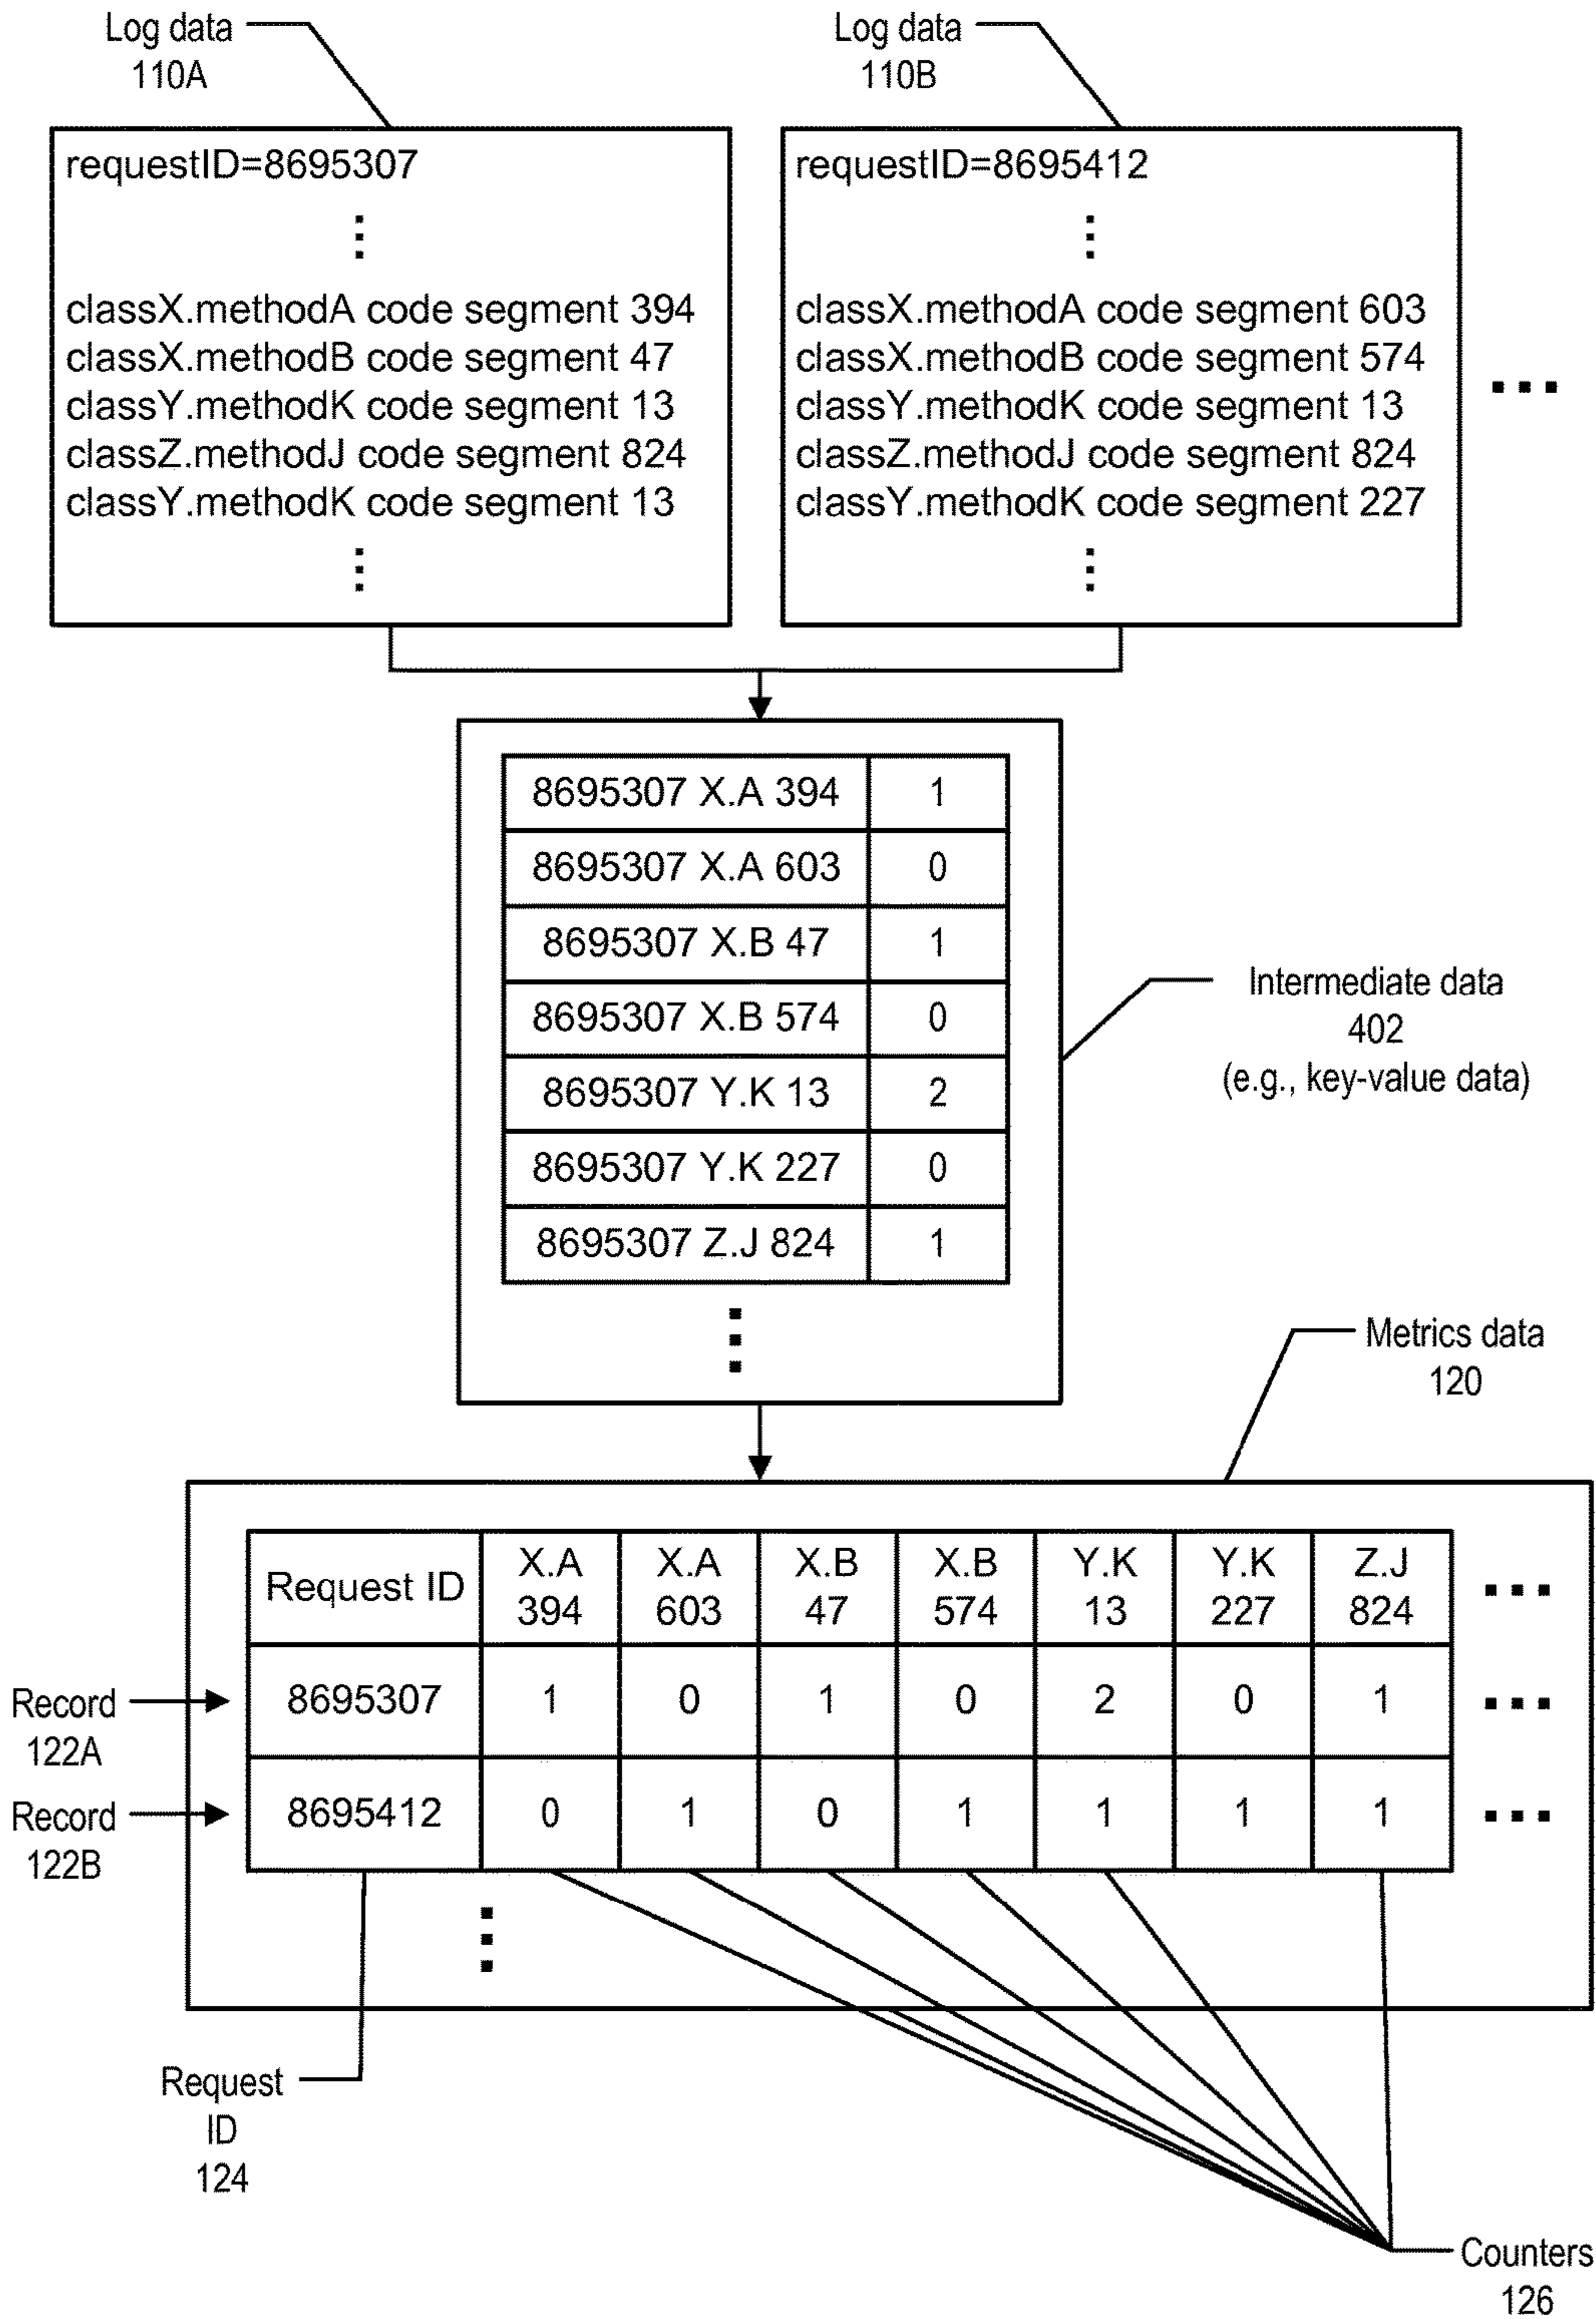 Log data
110A
Log data
110B
requestID=8695307
classX.methodA code segment 394
classX.methodB code segment 47
classY.methodK code segment 13
classZ.methodJ code segment 824
classY.methodK code segment 13
requestID=8695412
classX.methodA code segment 603
classX.methodB code segment 574
classY.methodK code segment 13
classZ.methodJ code segment 824
classY.methodK code segment 227
8695307 X.A 394 1
8695307 X.A 603 0
8695307 X.B 47 1
8695307 X.B 574 0
8695307 Y.K 13 2
8695307 Y.K 227 0
8695307 Z.J 824 1
Intermediate data
402
(e.g., key-value data)
Metrics data
120
Request ID X.A X.A X.B X.B Y.K Y.K Z.J
394 603 47 574 13 227 824
Record
122A
8695307 1 0 1 0 2 0 1
Record
122B
8695412 0 1 0 1 1 1 1
Request
ID
124
Counters
126